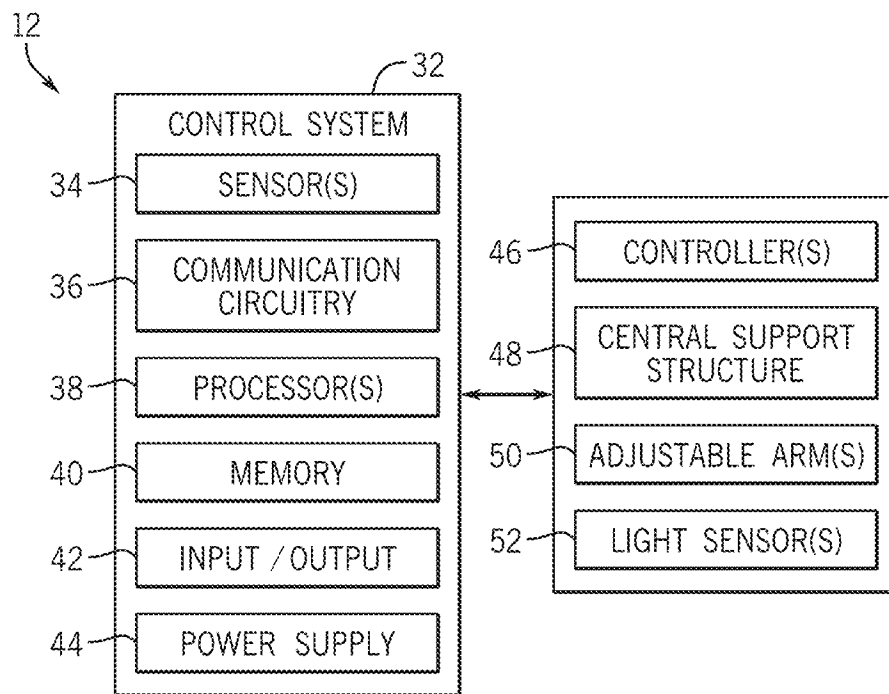 12
32
CONTROL SYSTEM
34
SENSOR(S)
36
COMMUNICATION
CIRCUITRY
38
PROCESSOR(S)
40
MEMORY
42
INPUT / OUTPUT
44
POWER SUPPLY
46
CONTROLLER(S)
48
CENTRAL SUPPORT
STRUCTURE
50
ADJUSTABLE ARM(S)
52
LIGHT SENSOR(S)